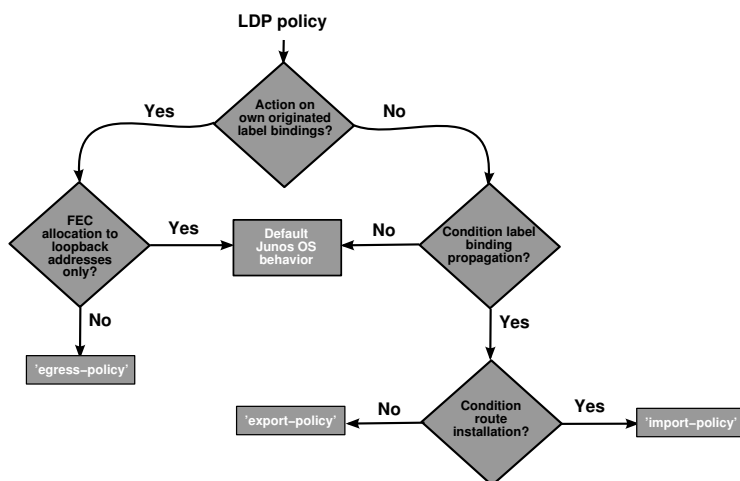 LDP policy
Yes
No
Action on
own originated
label bindings?
FEC
allocation to
loopback
addresses
only?
Yes
Default
Junos OS
behavior
No
Condition label
binding
propagation?
No
Yes
'egress–policy'
'export–policy'
No
Condition
route
installation?
Yes
'import–policy'